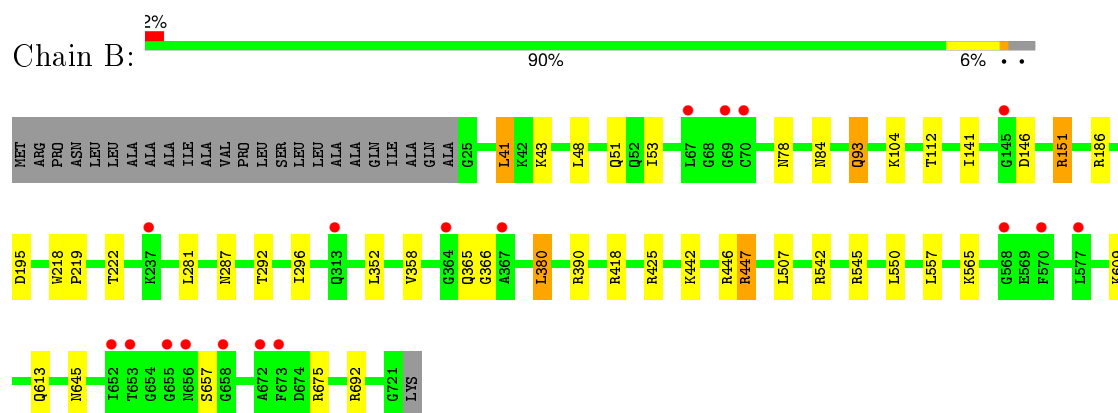 2%
Chain B:
90% 6% • •
MET ARG PRO ASN LEU LEU ALA ALA ALA ILE ALA VAL PRO LEU SER LEU LEU ALA ALA GLN ILE ALA GLN ALA G25 L41 K42 K43 L48 Q51 Q52 I53 L67 G68 G69 C70 N78 N84 Q93 K104 T112 I141 G145 D146 R151 R186
D195 W218 P219 T222 K237 L281 N287 T292 I296 Q313 L352 V358 G364 Q365 G366 A367 L380 R390 R418 R425 K442 R446 R447 L507 R542 R545 L550 L557 K565 G568 E569 F570 L577
Q613 N645 I652 T653 G654 G655 N656 S657 G658 A672 F673 D674 R675 R692 G721 LYS